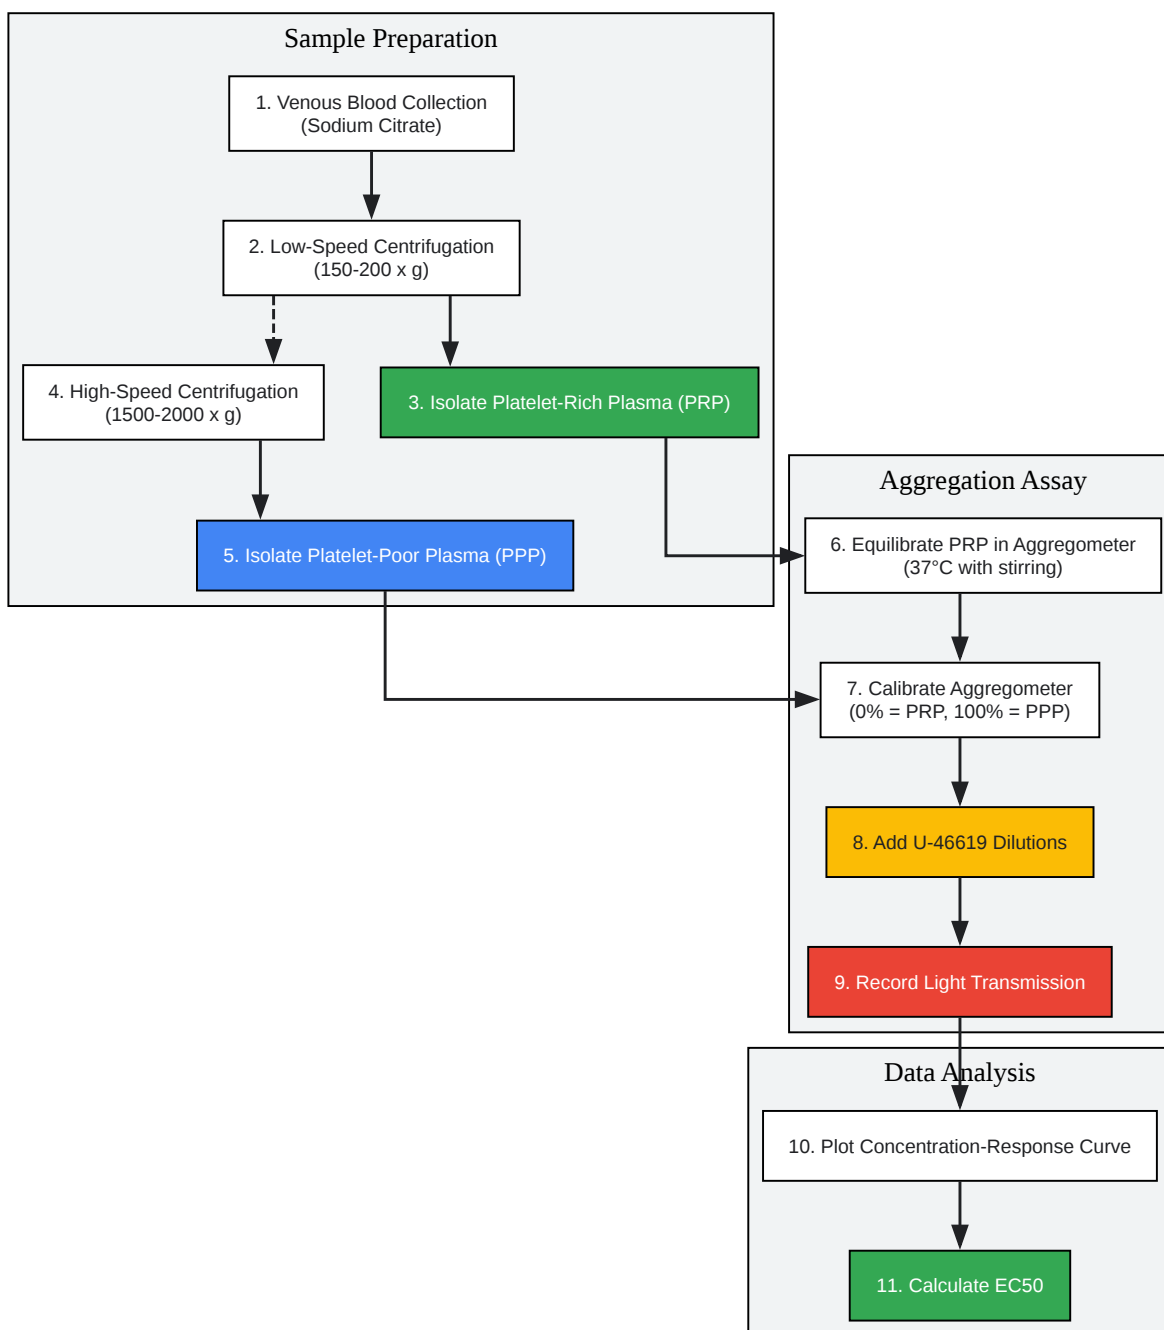 Sample Preparation
1. Venous Blood Collection
(Sodium Citrate)
2. Low-Speed Centrifugation
(150-200 x g)
4. High-Speed Centrifugation
(1500-2000 x g)
3. Isolate Platelet-Rich Plasma (PRP)
5. Isolate Platelet-Poor Plasma (PPP)
Aggregation Assay
6. Equilibrate PRP in Aggregometer
(37°C with stirring)
7. Calibrate Aggregometer
(0% = PRP, 100% = PPP)
8. Add U-46619 Dilutions
9. Record Light Transmission
Data Analysis
10. Plot Concentration-Response Curve
11. Calculate EC50